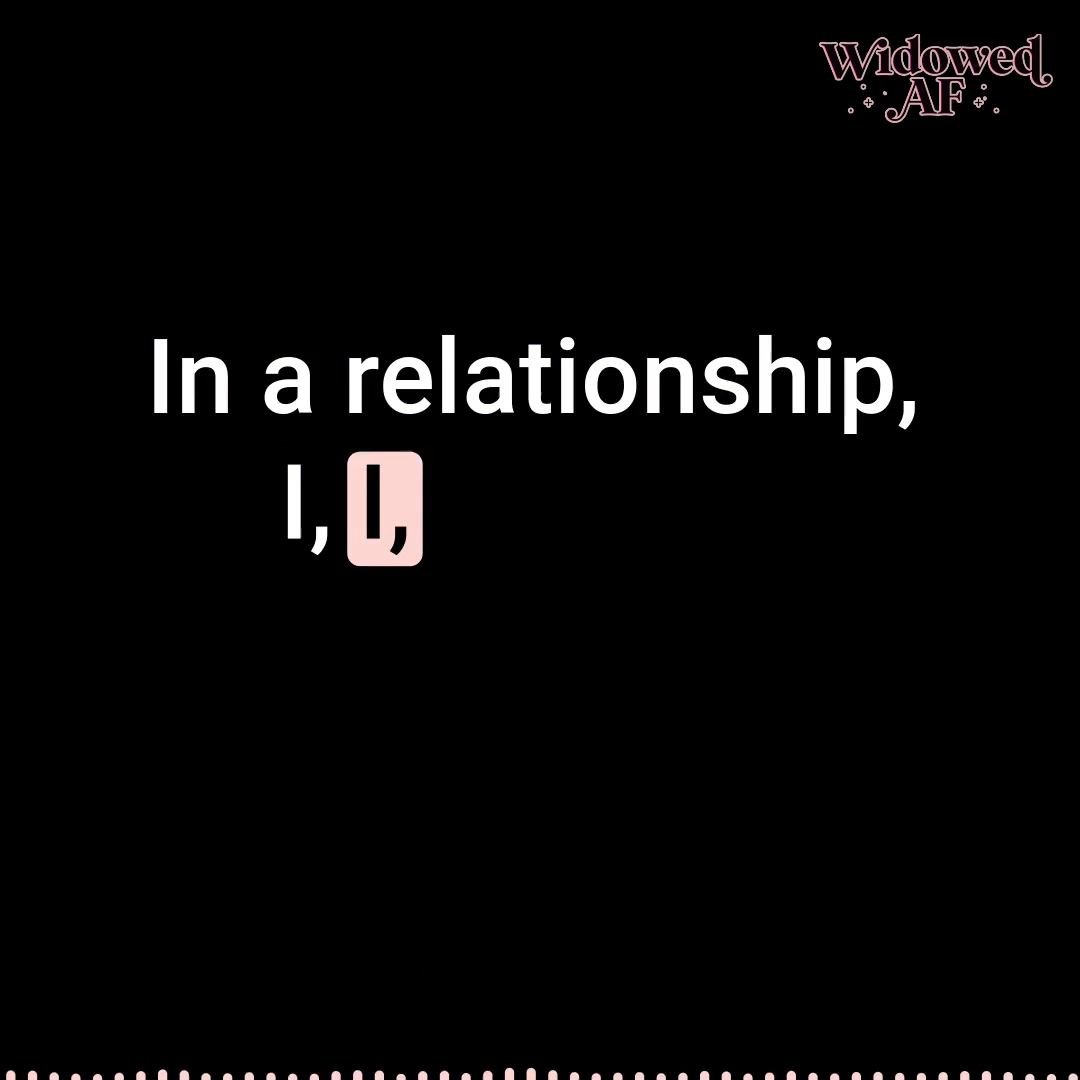 Widowed
AF
In a relationship,
I, I,